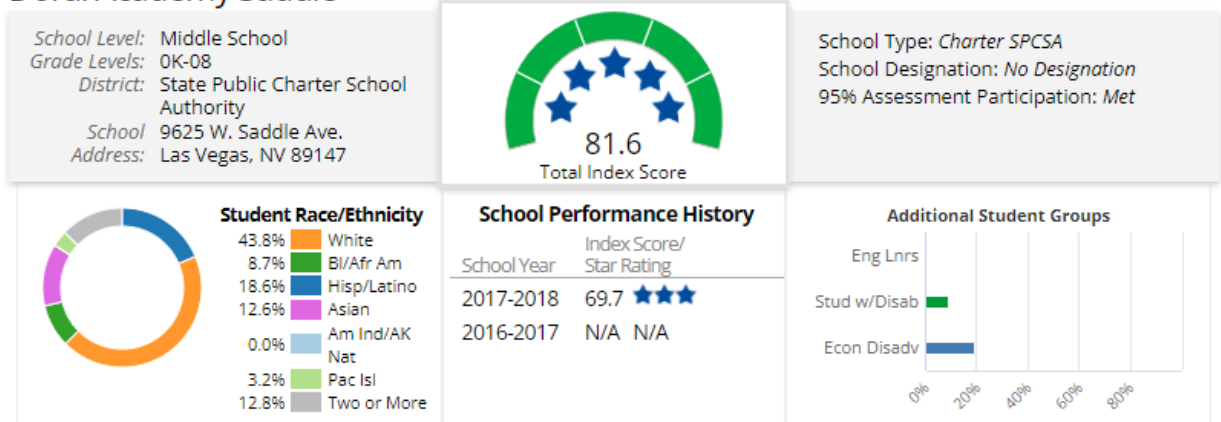 School Level: Middle School
Grade Levels: 0K-08
District: State Public Charter School
Authority
School 9625 W. Saddle Ave.
Address: Las Vegas, NV 89147
81.6
Total Index Score
School Type: Charter SPCSA
School Designation: No Designation
95% Assessment Participation: Met
Student Race/Ethnicity
43.8% White
8.7% Bl/Afr Am
18.6% Hisp/Latino
12.6% Asian
0.0% Am Ind/AK
Nat
3.2% Pac Isl
12.8% Two or More
School Performance History
Index Score/
School Year Star Rating
2017-2018 69.7
2016-2017 N/A N/A
Additional Student Groups
Eng Lnrs
Stud w/Disab
Econ Disadv
0% 20% 40% 60% 80%